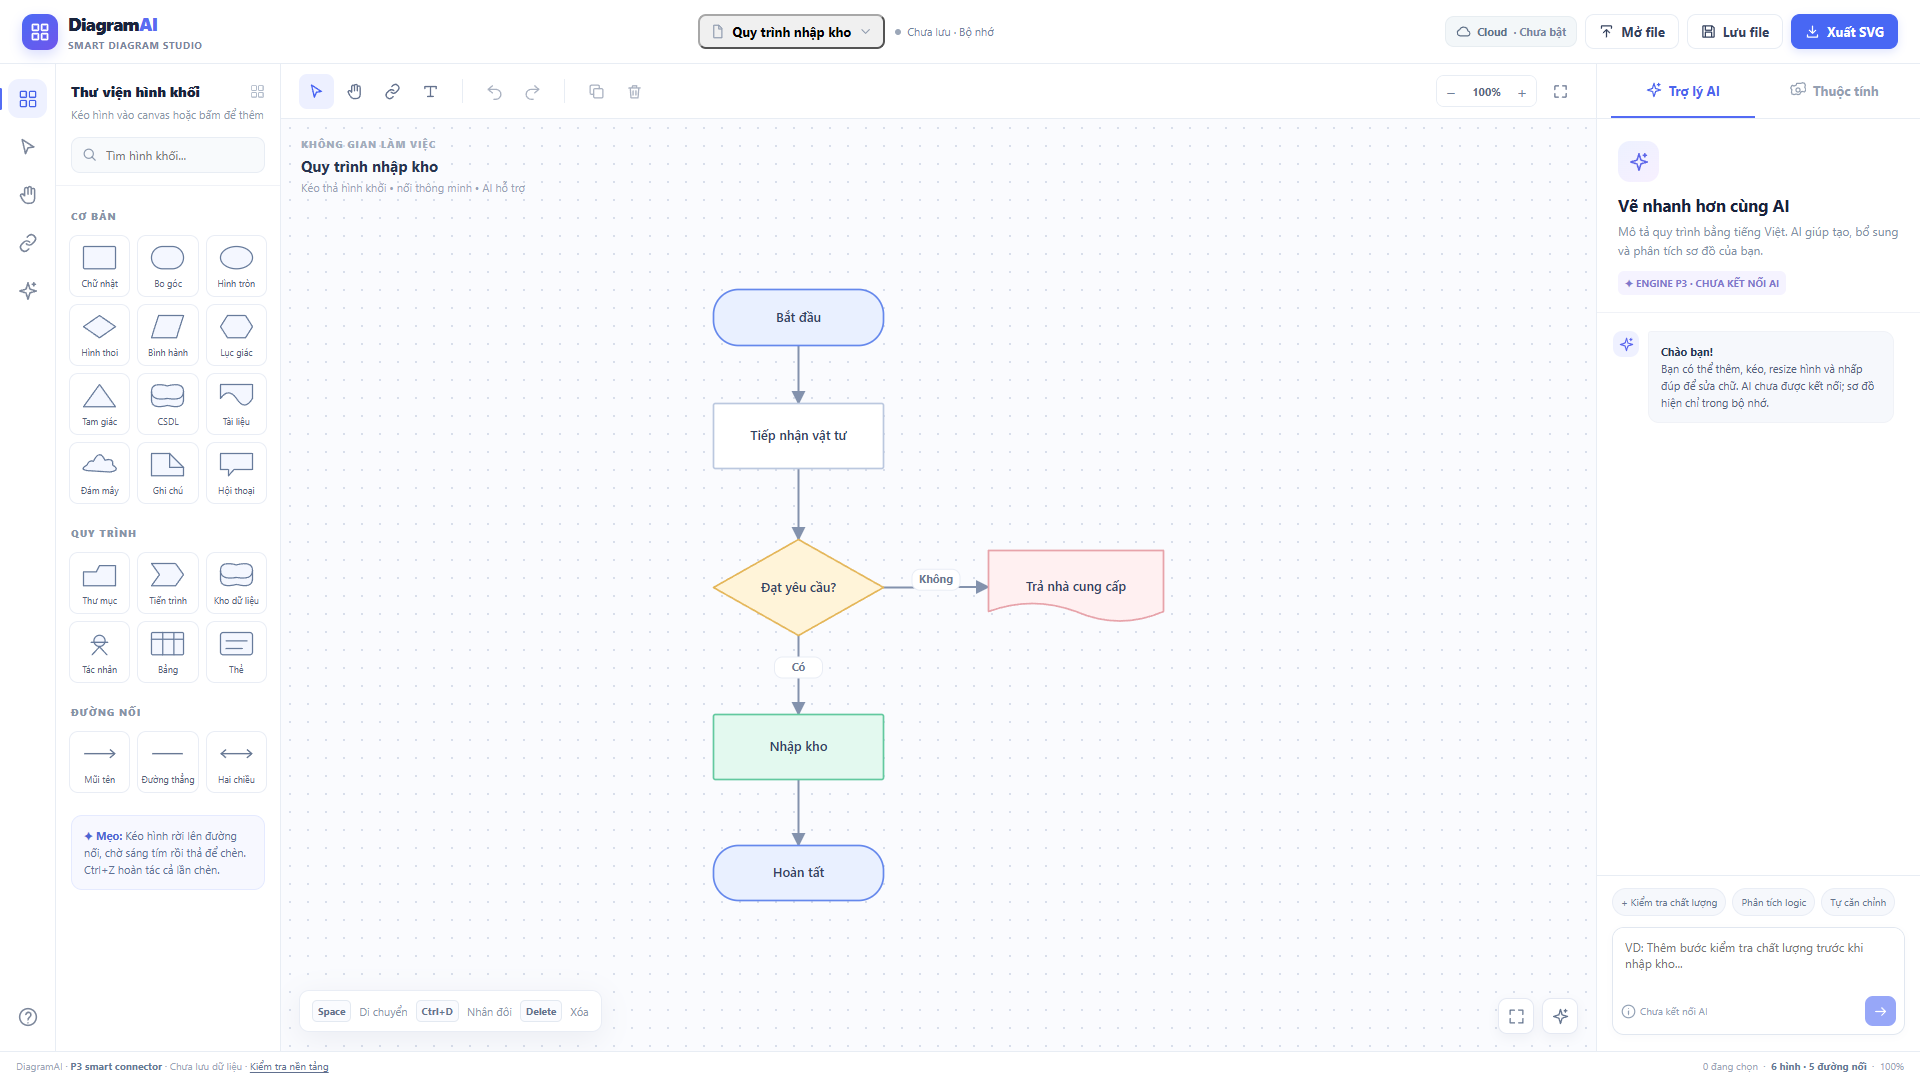 DiagramAI
SMART DIAGRAM STUDIO
Quy trình nhập kho
Chưa lưu · Bộ nhớ
Cloud · Chưa bật
Mở file
Lưu file
Xuất SVG
Thư viện hình khối
Kéo hình vào canvas hoặc bấm để thêm
Tìm hình khối...
CƠ BẢN
Chữ nhật
Bo góc
Hình tròn
Hình thoi
Bình hành
Lục giác
Tam giác
CSDL
Tài liệu
Đám mây
Ghi chú
Hội thoại
QUY TRÌNH
Thư mục
Tiến trình
Kho dữ liệu
Tác nhân
Bảng
Thẻ
ĐƯỜNG NỐI
Mũi tên
Đường thẳng
Hai chiều
✦ Mẹo: Kéo hình rời lên đường
nối, chờ sáng tím rồi thả để chèn.
Ctrl+Z hoàn tác cả lần chèn.
100%
KHÔNG GIAN LÀM VIỆC
Quy trình nhập kho
Kéo thả hình khối • nối thông minh • AI hỗ trợ
Bắt đầu
Tiếp nhận vật tư
Đạt yêu cầu?
Không
Trả nhà cung cấp
Có
Nhập kho
Hoàn tất
Space Di chuyển Ctrl+D Nhân đôi Delete Xóa
Trợ lý AI
Thuộc tính
Vẽ nhanh hơn cùng AI
Mô tả quy trình bằng tiếng Việt. AI giúp tạo, bổ sung
và phân tích sơ đồ của bạn.
✦ ENGINE P3 · CHƯA KẾT NỐI AI
Chào bạn!
Bạn có thể thêm, kéo, resize hình và nhấp
đúp để sửa chữ. AI chưa được kết nối; sơ đồ
hiện chỉ trong bộ nhớ.
+ Kiểm tra chất lượng
Phân tích logic
Tự căn chỉnh
VD: Thêm bước kiểm tra chất lượng trước khi
nhập kho...
Chưa kết nối AI
DiagramAI · P3 smart connector · Chưa lưu dữ liệu · Kiểm tra nền tảng
0 đang chọn · 6 hình • 5 đường nối · 100%